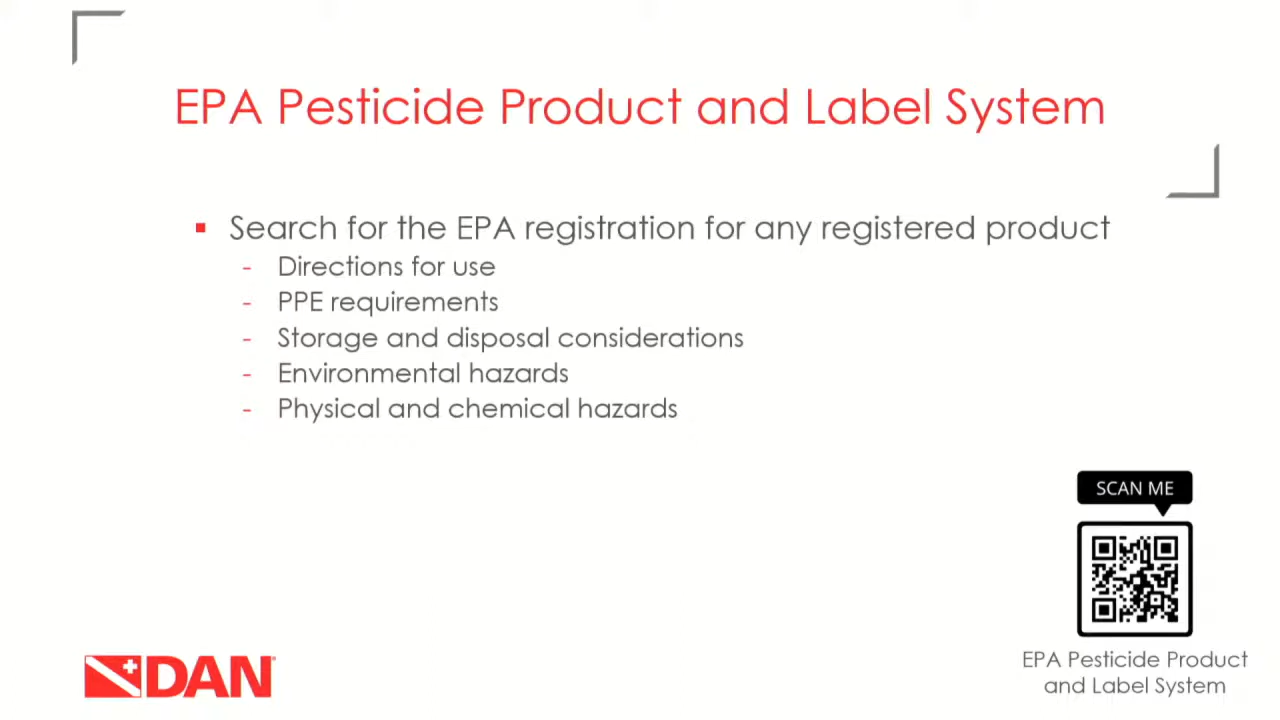 EPA Pesticide Product and Label System
Search for the EPA registration for any registered product
- Directions for use
- PPE requirements
- Storage and disposal considerations
- Environmental hazards
- Physical and chemical hazards
SCAN ME
EPA Pesticide Product
and Label System
DAN